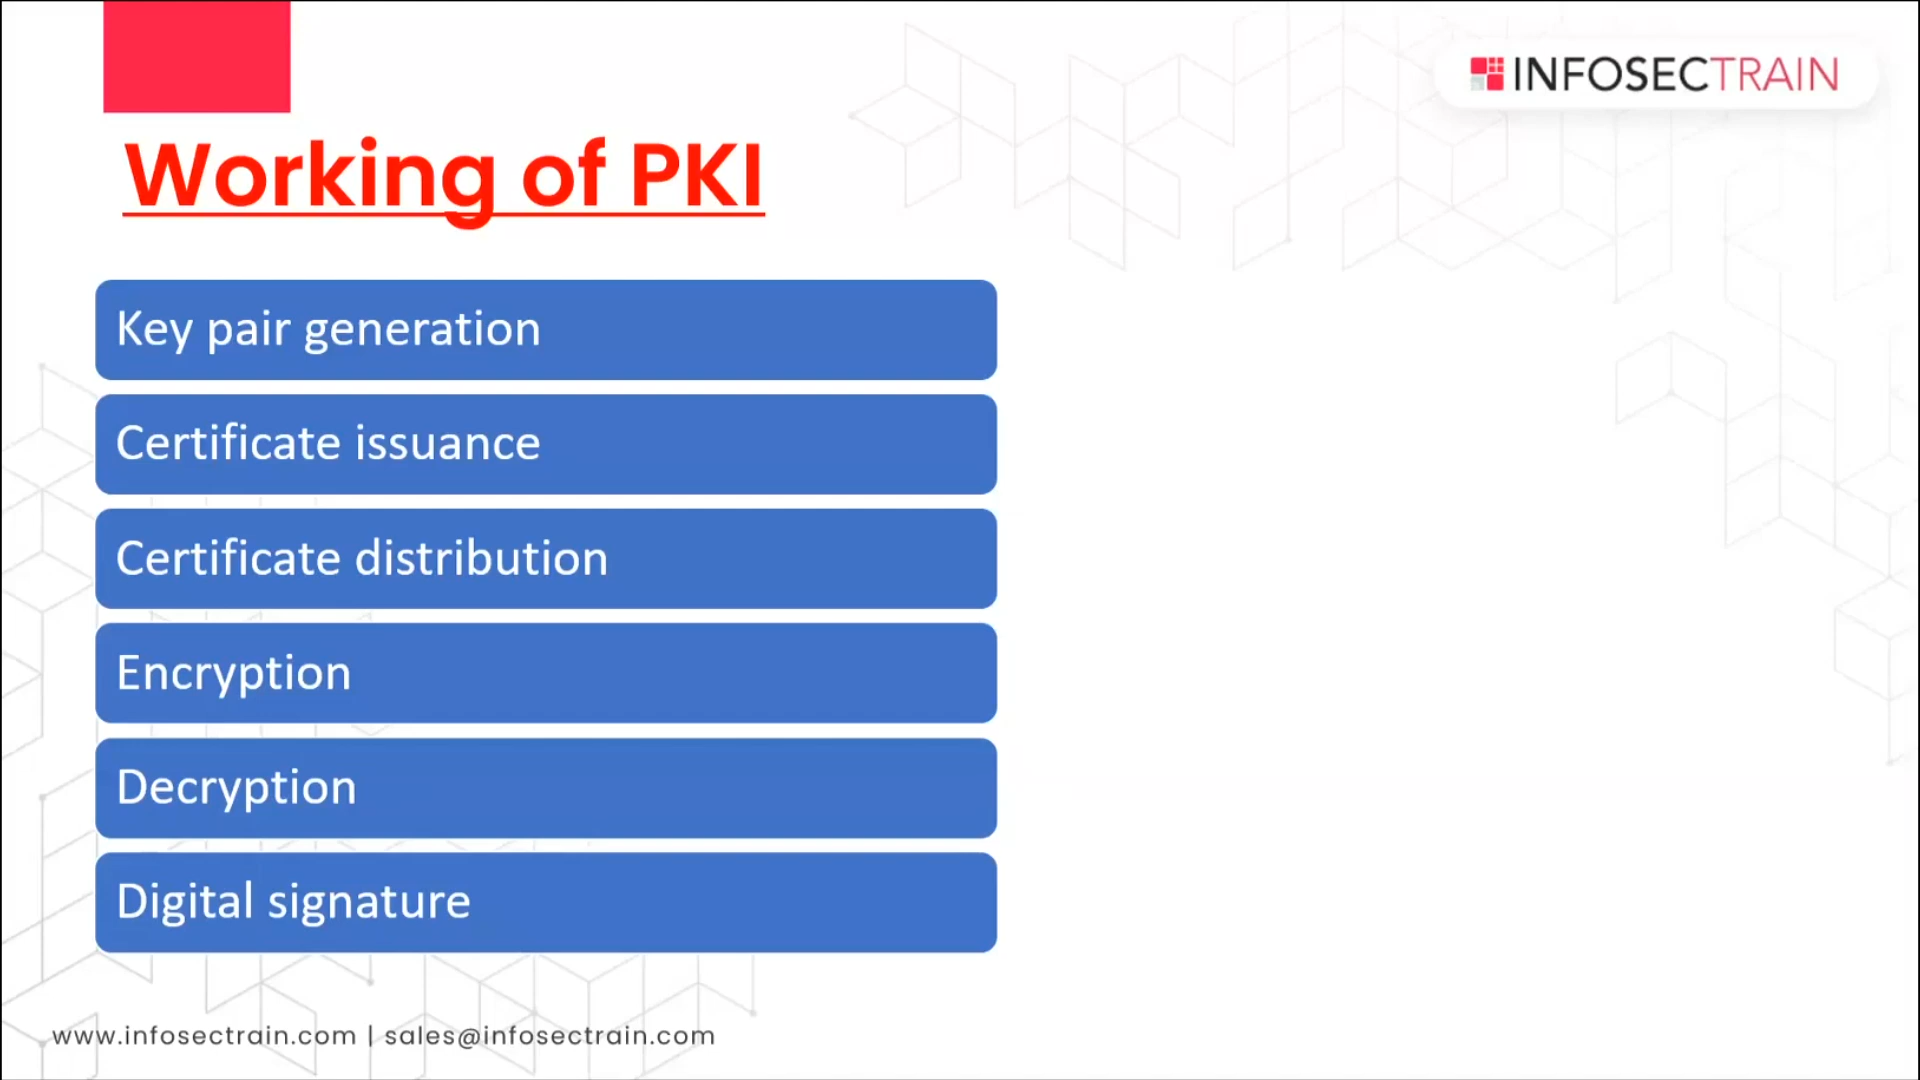 INFOSECTRAIN
Working of PKI
Key pair generation
Certificate issuance
Certificate distribution
Encryption
Decryption
Digital signature
www.infosectrain.com | sales@infosectrain.com